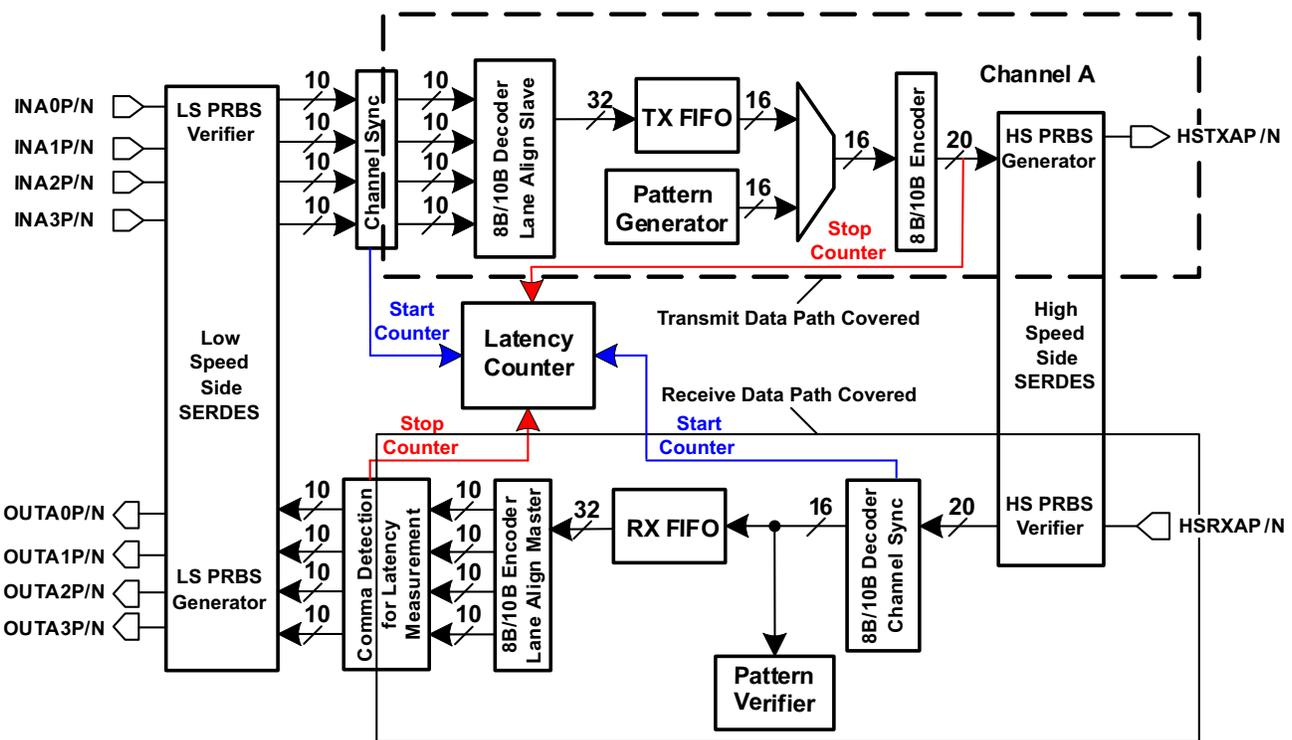 Channel A
INA0P/N
INA1P/N
INA2P/N
INA3P/N
LS PRBS
Verifier
10
10
10
10
Channel Sync
10
10
10
10
8B/10B Decoder
Lane Align Slave
32
TX FIFO
16
Pattern
Generator
16
16
8B/10B Encoder
20
HS PRBS
Generator
HSTXAP/N
Stop
Counter
Start
Counter
Latency
Counter
Transmit Data Path Covered
Low
Speed
Side
SERDES
High
Speed
Side
SERDES
Receive Data Path Covered
Stop
Counter
Start
Counter
OUTA0P/N
OUTA1P/N
OUTA2P/N
OUTA3P/N
LS PRBS
Generator
10
10
10
10
Comma Detection
for Latency
Measurement
10
10
10
10
8B/10B Encoder
Lane Align Master
32
RX FIFO
16
8B/10B Decoder
Channel Sync
20
HS PRBS
Verifier
HSRXAP/N
Pattern
Verifier